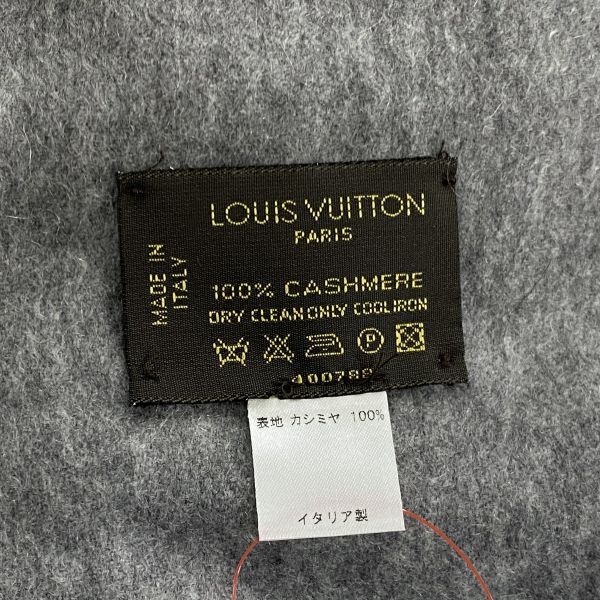 LOUIS VUITTON
PARIS
MADE IN
ITALY
100% CASHMERE
DRY CLEAN ONLY COOL IRON
P
400788
表地 カシミヤ 100%
イタリア製